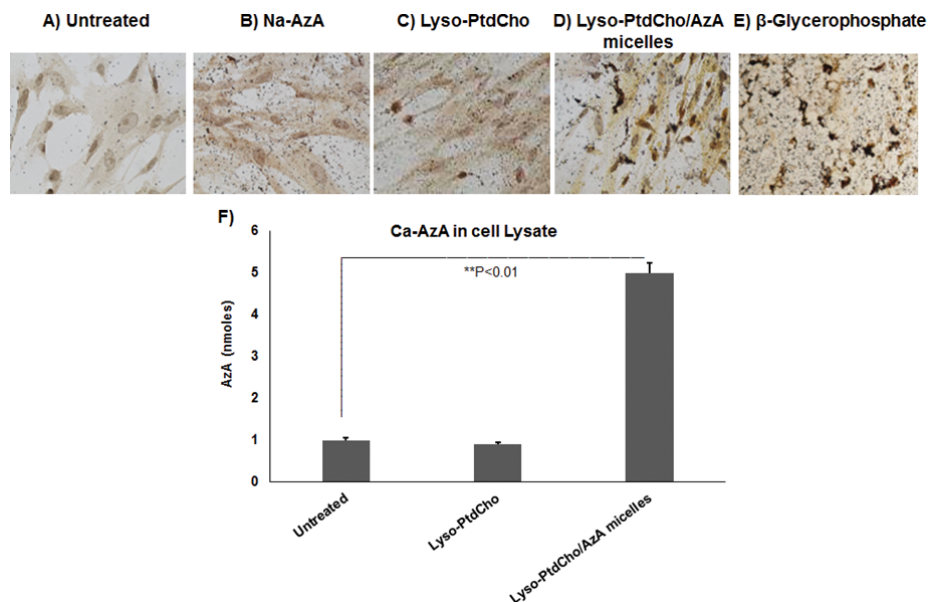 A) Untreated
B) Na-AzA
C) Lyso-PtdCho
D) Lyso-PtdCho/AzA
micelles
E) β-Glycerophosphate
F)
Ca-AzA in cell Lysate
**P<0.01
AzA (nmoles)
6
5
4
3
2
1
0
Untreated
Lyso-PtdCho
Lyso-PtdCho/AzA micelles